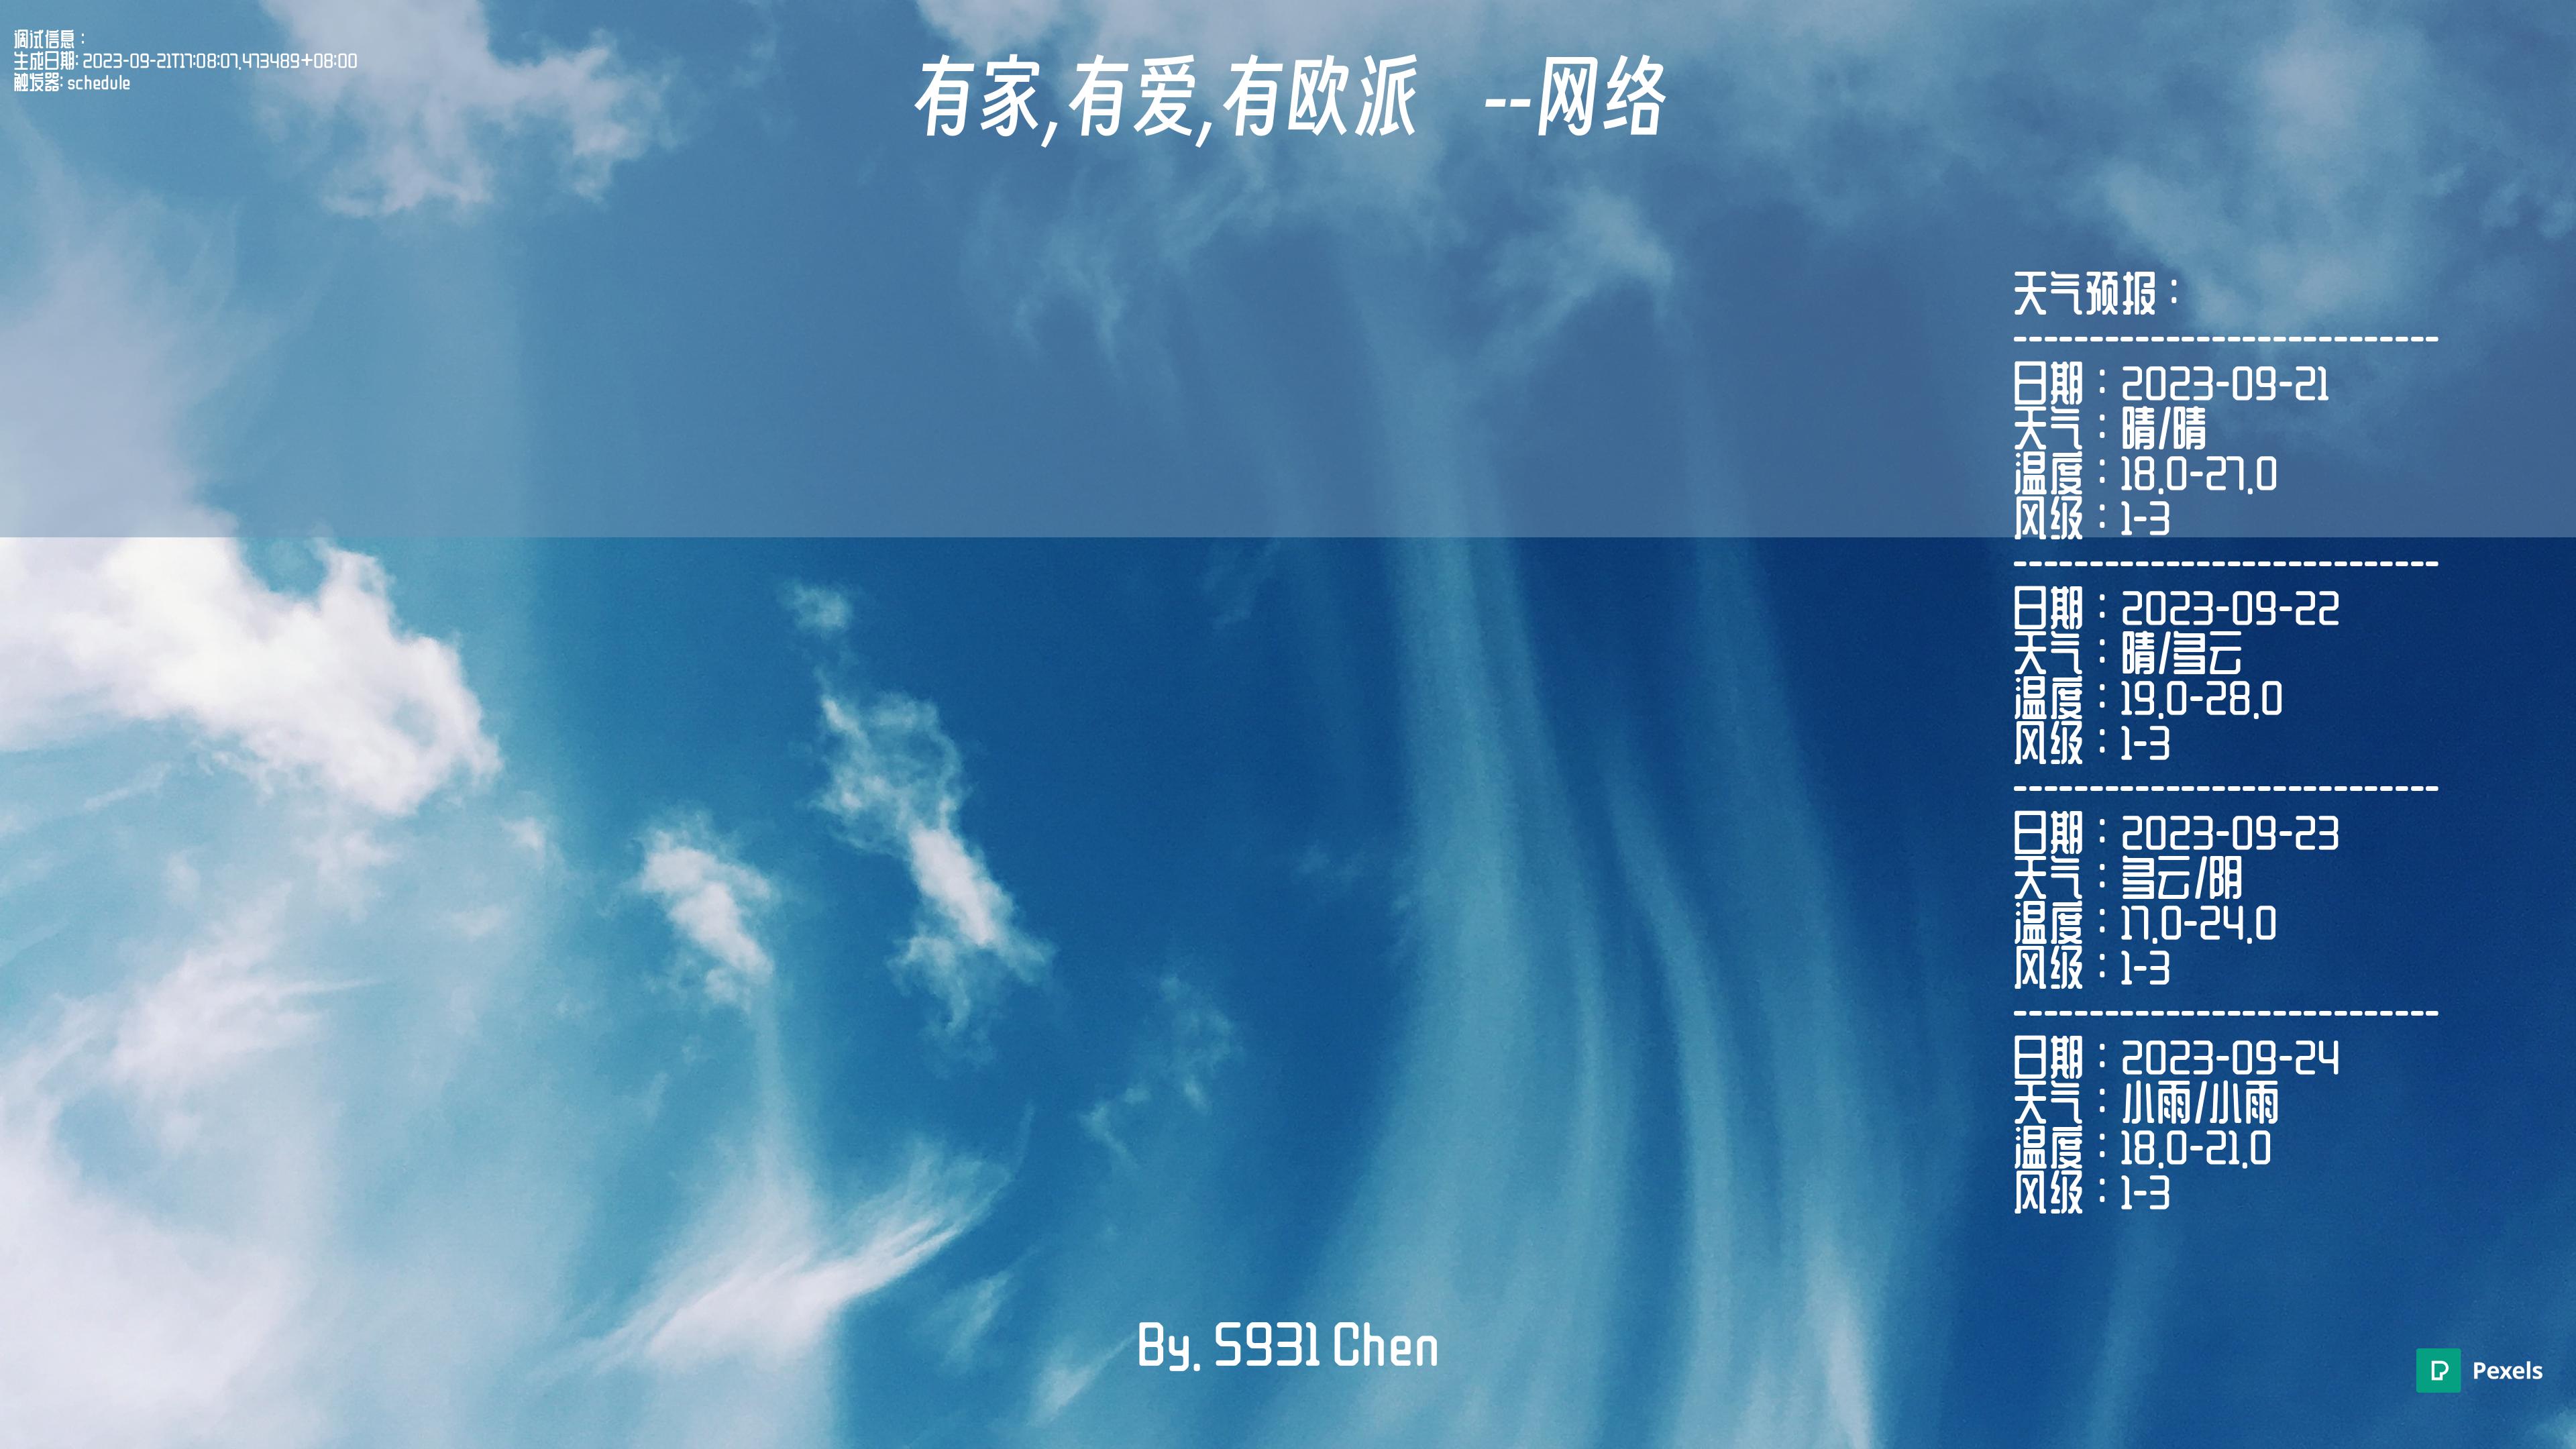 调试信息：
生成日期: 2023-09-21T17:08:07.473489+08:00
触发器: schedule
有家,有爱,有欧派 --网络
天气预报：
----------------------------
日期：2023-09-21
天气：晴/晴
温度：18.0-27.0
风级：1-3
----------------------------
日期：2023-09-22
天气：晴/多云
温度：19.0-28.0
风级：1-3
----------------------------
日期：2023-09-23
天气：多云/阴
温度：17.0-24.0
风级：1-3
----------------------------
日期：2023-09-24
天气：小雨/小雨
温度：18.0-21.0
风级：1-3
By. S931 Chen
Pexels